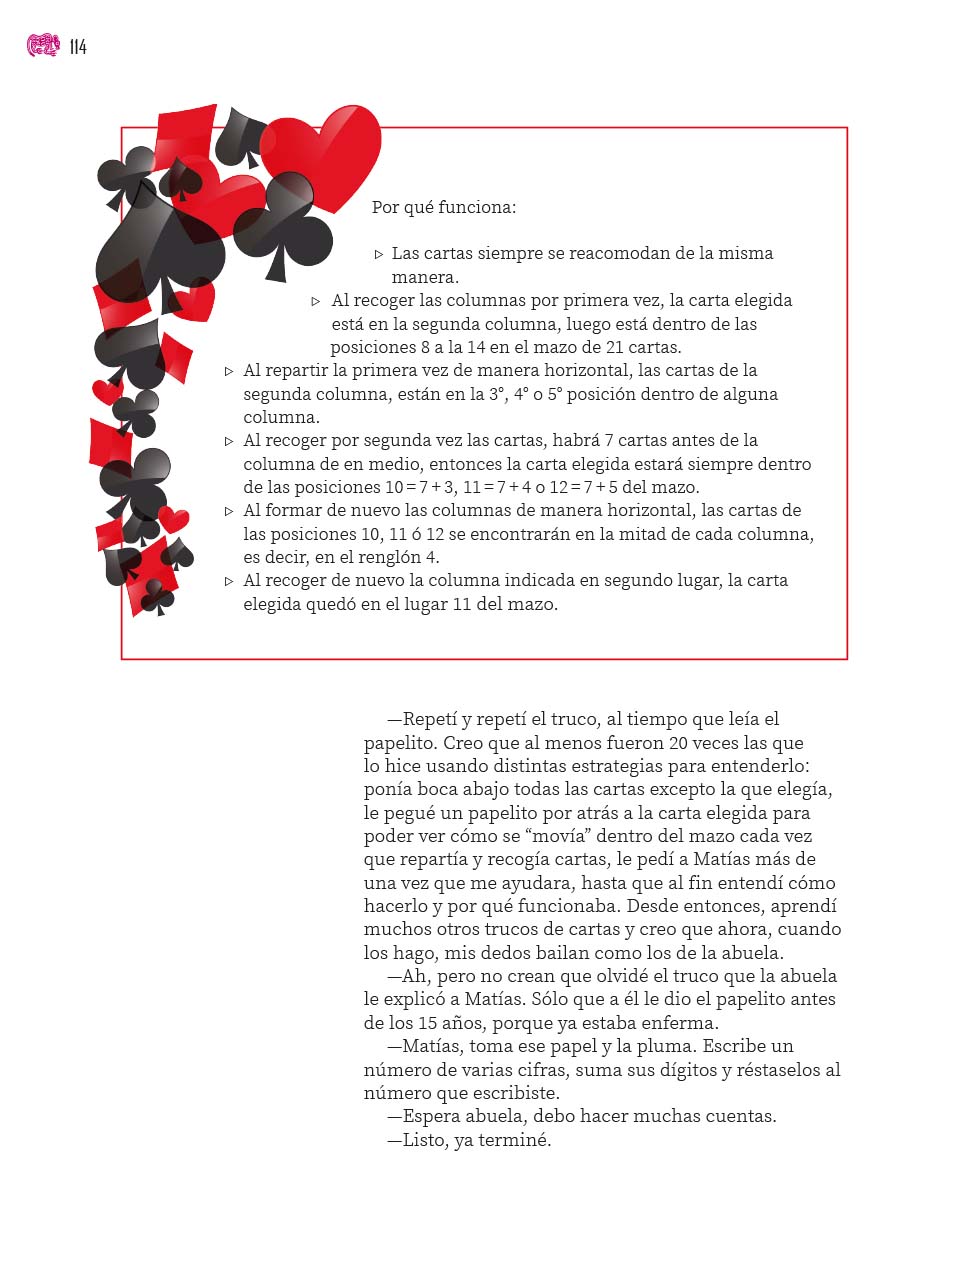 114
Por qué funciona:
▷ Las cartas siempre se reacomodan de la misma
manera.
▷ Al recoger las columnas por primera vez, la carta elegida
está en la segunda columna, luego está dentro de las
posiciones 8 a la 14 en el mazo de 21 cartas.
▷ Al repartir la primera vez de manera horizontal, las cartas de la
segunda columna, están en la 3°, 4° o 5° posición dentro de alguna
columna.
▷ Al recoger por segunda vez las cartas, habrá 7 cartas antes de la
columna de en medio, entonces la carta elegida estará siempre dentro
de las posiciones 10 = 7 + 3, 11 = 7 + 4 o 12 = 7 + 5 del mazo.
▷ Al formar de nuevo las columnas de manera horizontal, las cartas de
las posiciones 10, 11 ó 12 se encontrarán en la mitad de cada columna,
es decir, en el renglón 4.
▷ Al recoger de nuevo la columna indicada en segundo lugar, la carta
elegida quedó en el lugar 11 del mazo.
—Repetí y repetí el truco, al tiempo que leía el
papelito. Creo que al menos fueron 20 veces las que
lo hice usando distintas estrategias para entenderlo:
ponía boca abajo todas las cartas excepto la que elegía,
le pegué un papelito por atrás a la carta elegida para
poder ver cómo se “movía” dentro del mazo cada vez
que repartía y recogía cartas, le pedí a Matías más de
una vez que me ayudara, hasta que al fin entendí cómo
hacerlo y por qué funcionaba. Desde entonces, aprendí
muchos otros trucos de cartas y creo que ahora, cuando
los hago, mis dedos bailan como los de la abuela.
—Ah, pero no crean que olvidé el truco que la abuela
le explicó a Matías. Sólo que a él le dio el papelito antes
de los 15 años, porque ya estaba enferma.
—Matías, toma ese papel y la pluma. Escribe un
número de varias cifras, suma sus dígitos y réstaselos al
número que escribiste.
—Espera abuela, debo hacer muchas cuentas.
—Listo, ya terminé.